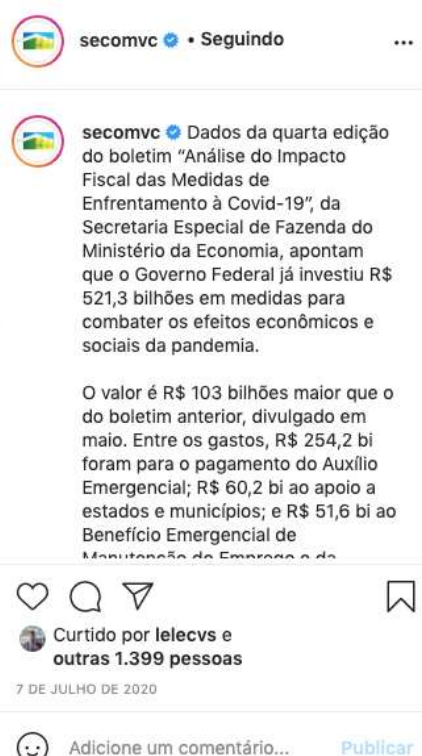 secomvc • Seguindo
secomvc Dados da quarta edição
do boletim “Análise do Impacto
Fiscal das Medidas de
Enfrentamento à Covid-19”, da
Secretaria Especial de Fazenda do
Ministério da Economia, apontam
que o Governo Federal já investiu R$
521,3 bilhões em medidas para
combater os efeitos econômicos e
sociais da pandemia.
O valor é R$ 103 bilhões maior que o
do boletim anterior, divulgado em
maio. Entre os gastos, R$ 254,2 bi
foram para o pagamento do Auxílio
Emergencial; R$ 60,2 bi ao apoio a
estados e municípios; e R$ 51,6 bi ao
Benefício Emergencial de
Manutenção do Emprego e da
Curtido por lelecvs e
outras 1.399 pessoas
7 DE JULHO DE 2020
Adicione um comentário... Publicar